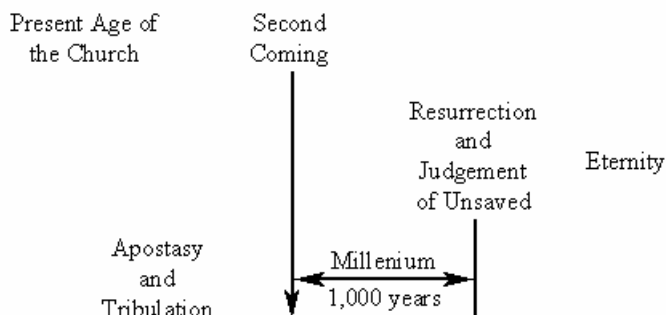 Present Age of
the Church
Second
Coming
Resurrection
and
Judgement
of Unsaved
Eternity
Apostasy
and
Tribulation
Millenium
1,000 years